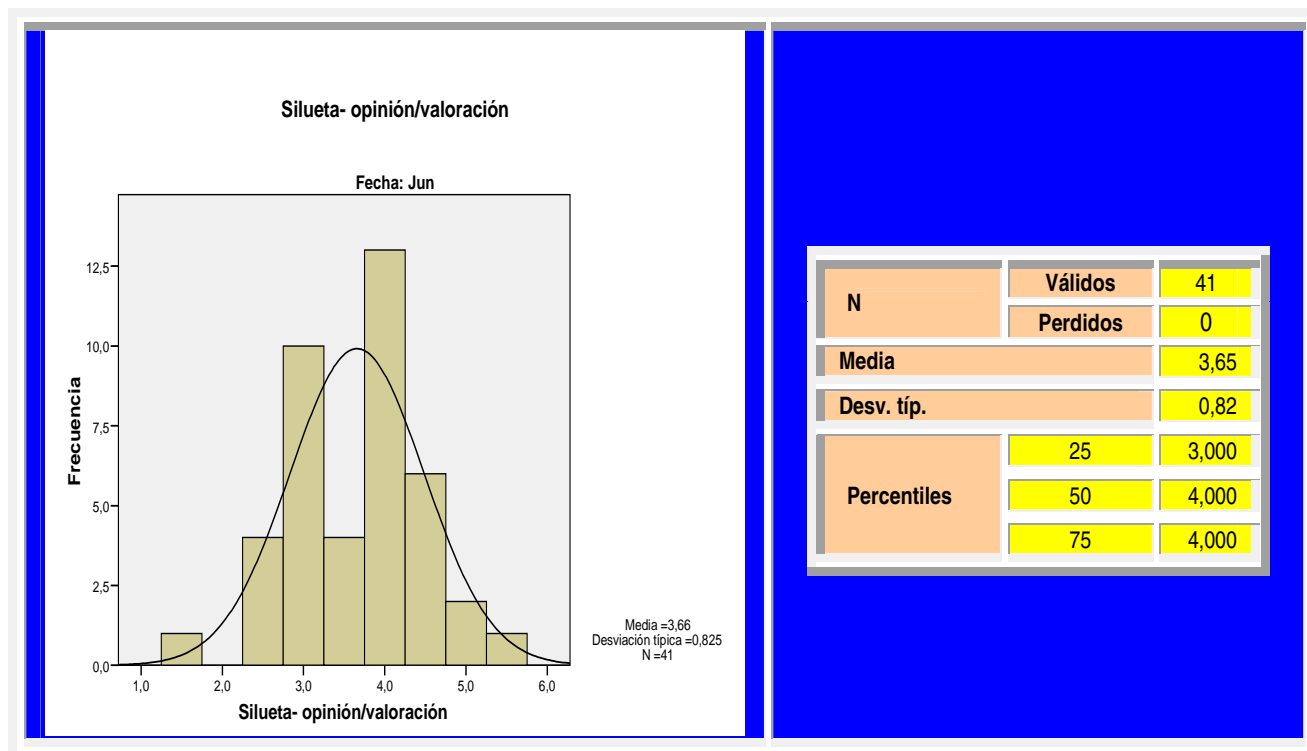 Silueta- opinión/valoración
Fecha: Jun
Frecuencia
12,5
10,0
7,5
5,0
2,5
0,0
1,0 2,0 3,0 4,0 5,0 6,0
Silueta- opinión/valoración
Media =3,66
Desviación típica =0,825
N =41
N Válidos 41
Perdidos 0
Media 3,65
Desv. típ. 0,82
Percentiles 25 3,000
50 4,000
75 4,000